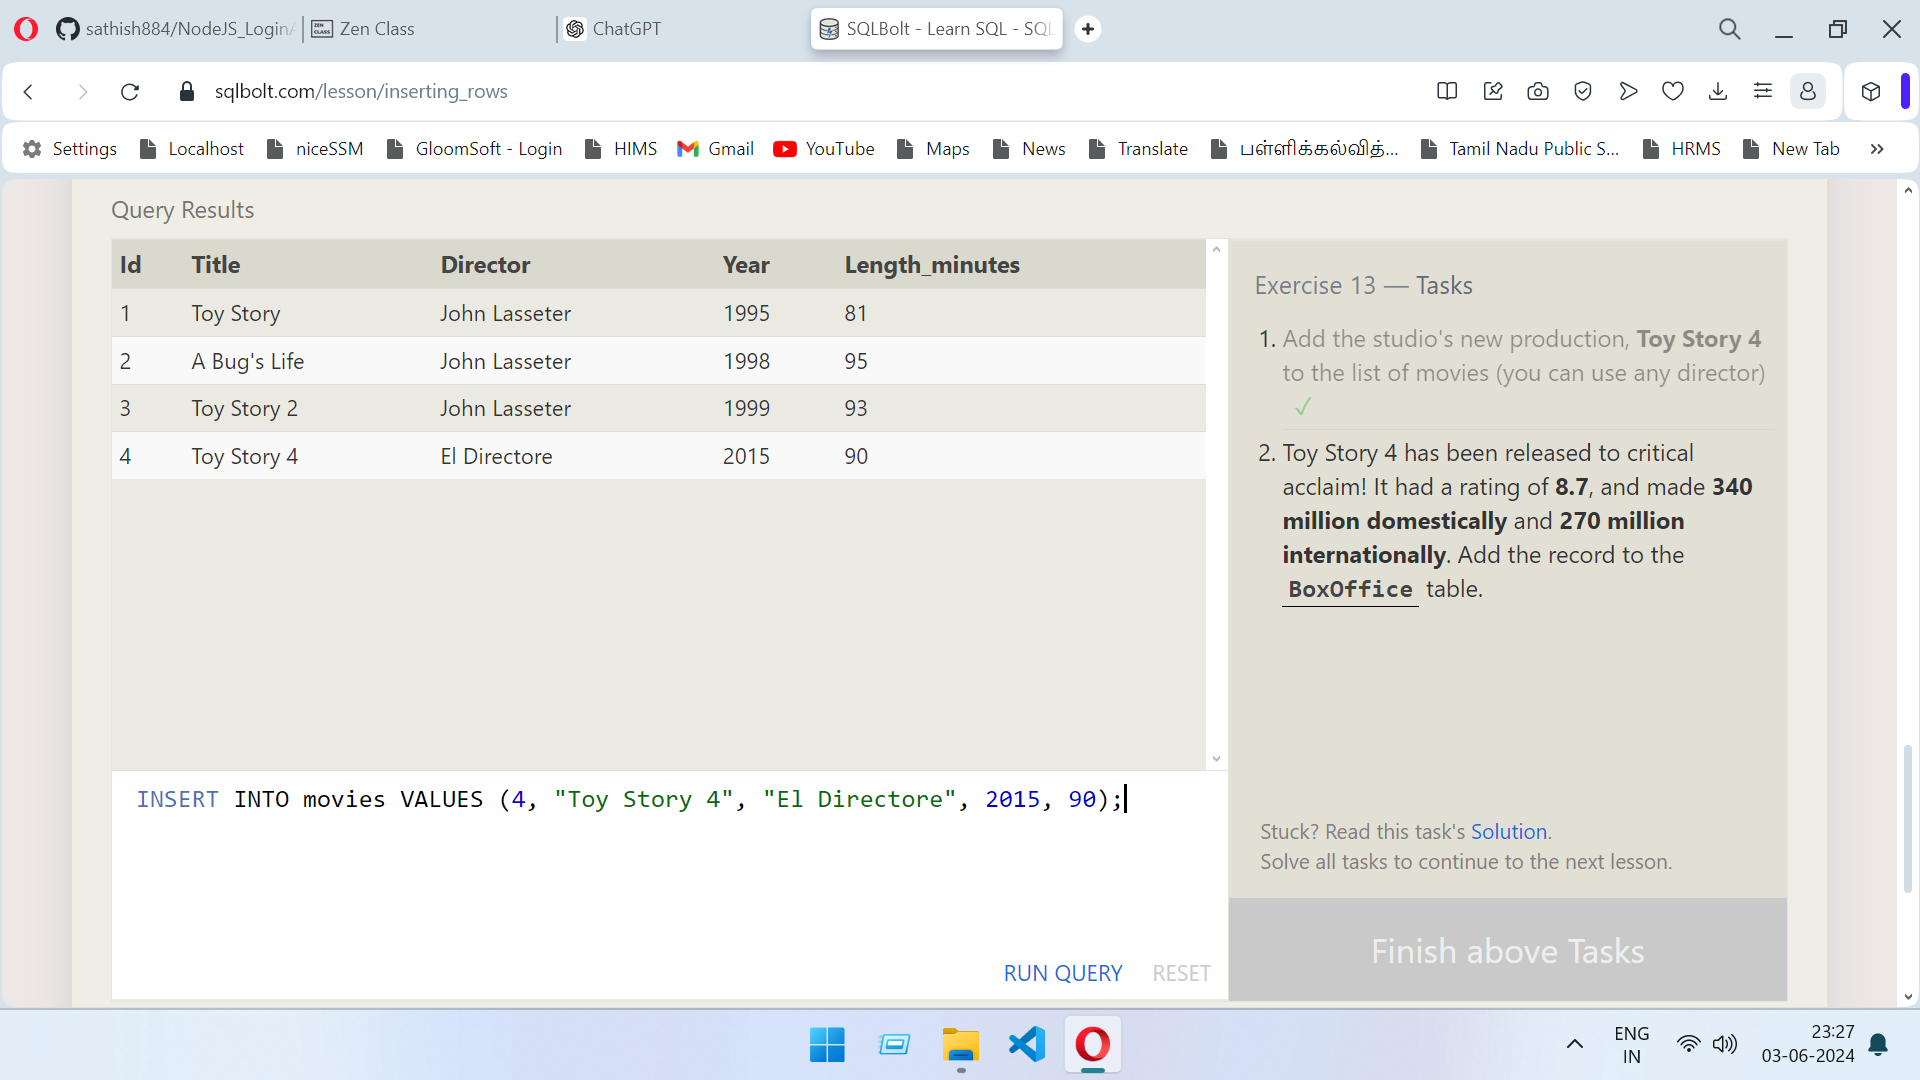 sathish884/NodeJS_Login/
Zen Class
ChatGPT
SQLBolt - Learn SQL - SQL
sqlbolt.com/lesson/inserting_rows
Settings
Localhost
niceSSM
GloomSoft - Login
HIMS
Gmail
YouTube
Maps
News
Translate
பள்ளிக்கல்வித்...
Tamil Nadu Public S...
HRMS
New Tab
Query Results
Id Title Director Year Length_minutes
1 Toy Story John Lasseter 1995 81
2 A Bug's Life John Lasseter 1998 95
3 Toy Story 2 John Lasseter 1999 93
4 Toy Story 4 El Directore 2015 90
INSERT INTO movies VALUES (4, "Toy Story 4", "El Directore", 2015, 90);
RUN QUERY
RESET
Exercise 13 — Tasks
1. Add the studio's new production, Toy Story 4
to the list of movies (you can use any director)
✓
2. Toy Story 4 has been released to critical
acclaim! It had a rating of 8.7, and made 340
million domestically and 270 million
internationally. Add the record to the
BoxOffice table.
Stuck? Read this task's Solution.
Solve all tasks to continue to the next lesson.
Finish above Tasks
ENG
IN
23:27
03-06-2024